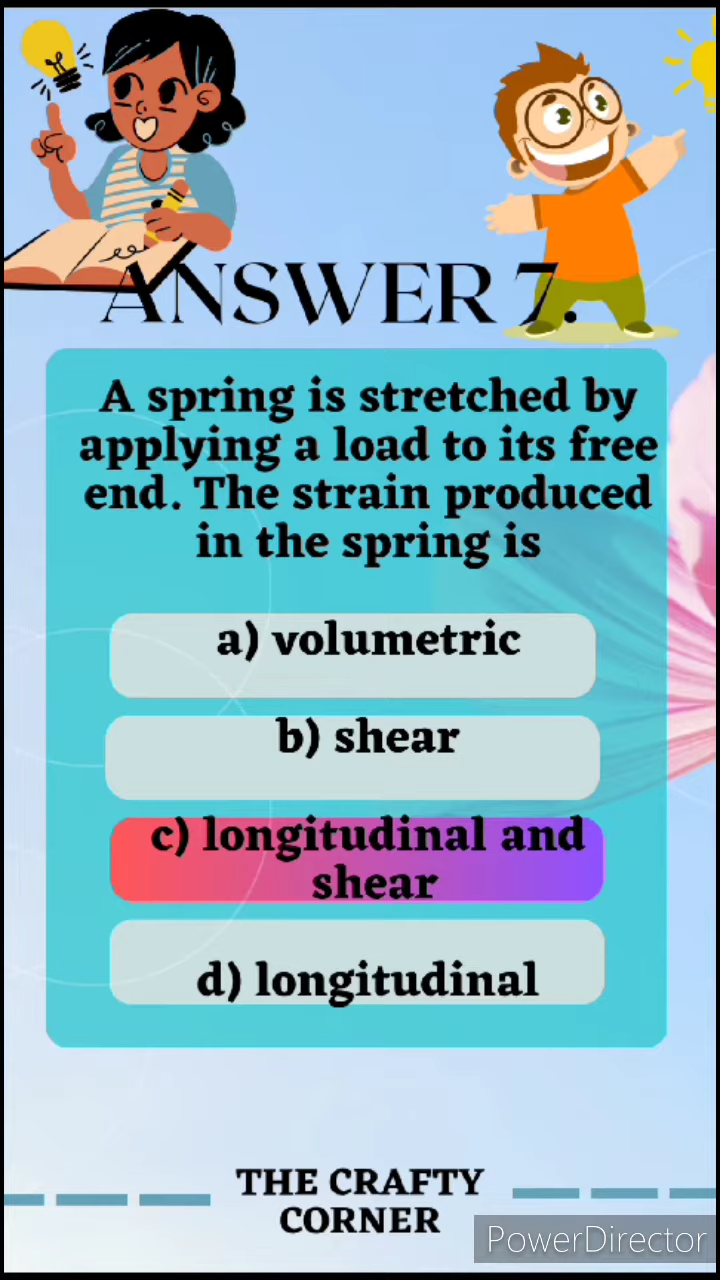 ANSWER 7.
A spring is stretched by
applying a load to its free
end. The strain produced
in the spring is
a) volumetric
b) shear
c) longitudinal and
shear
d) longitudinal
THE CRAFTY
CORNER
PowerDirector